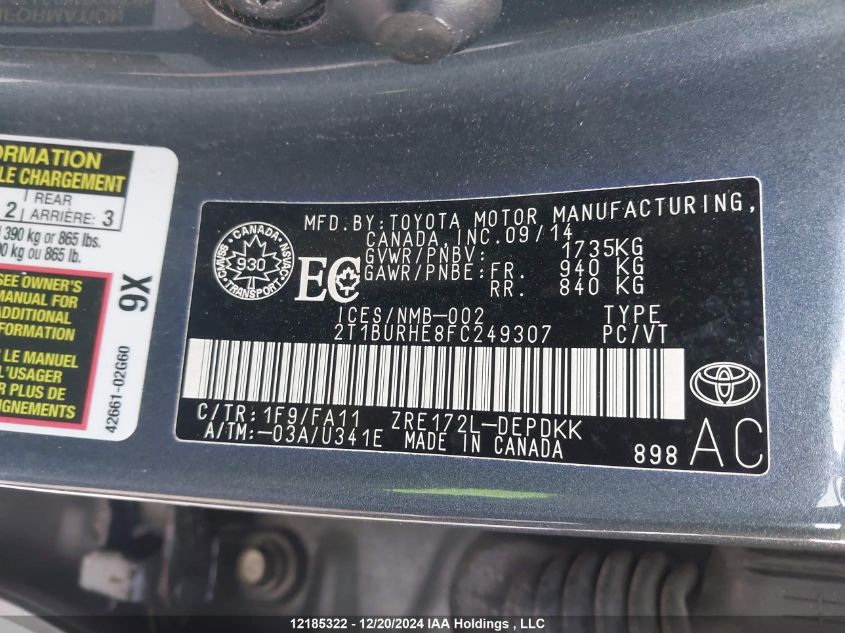 ORMATION
LE CHARGEMENT
2 REAR ARRIÈRE: 3
390 kg or 865 lbs.
0 kg ou 865 lb.
SEE OWNER'S
MANUAL FOR
ADDITIONAL
INFORMATION
LE MANUEL
L'USAGER
R PLUS DE
IGNEMENTS
9X
42661-02G60
CANADA
930
TRANSPORT
CMVSS
NSVAC
EC
MFD.BY:TOYOTA MOTOR MANUFACTURING,
CANADA,INC.09/14
GVWR/PNBV: 1735KG
GAWR/PNBE: FR. 940 KG
RR. 840 KG
ICES/NMB-002 TYPE
2T1BURHE8FC249307 PC/VT
C/TR:1F9/FA11 ZRE172L-DEPDKK
A/TM:-03A/U341E MADE IN CANADA
898 AC
12185322 - 12/20/2024 IAA Holdings , LLC